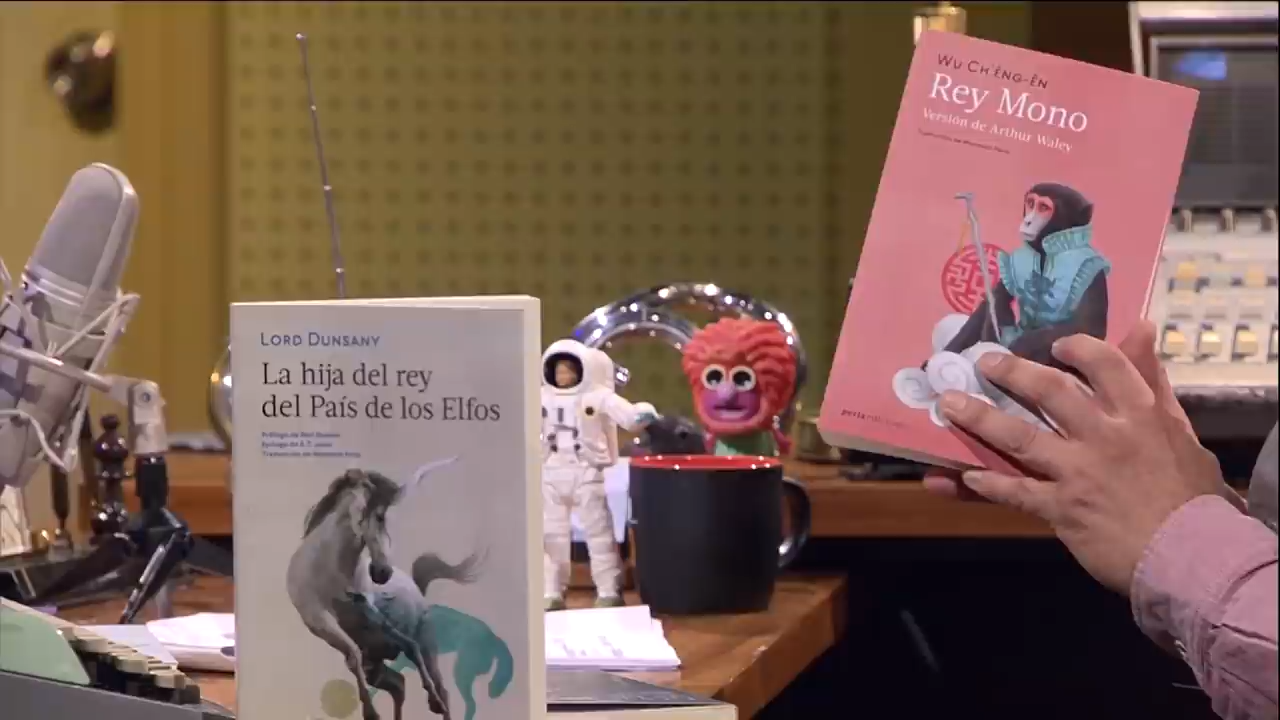 LORD DUNSANY
La hija del rey
del País de los Elfos
WU CH'ÊNG-ÊN
Rey Mono
Versión de Arthur Waley